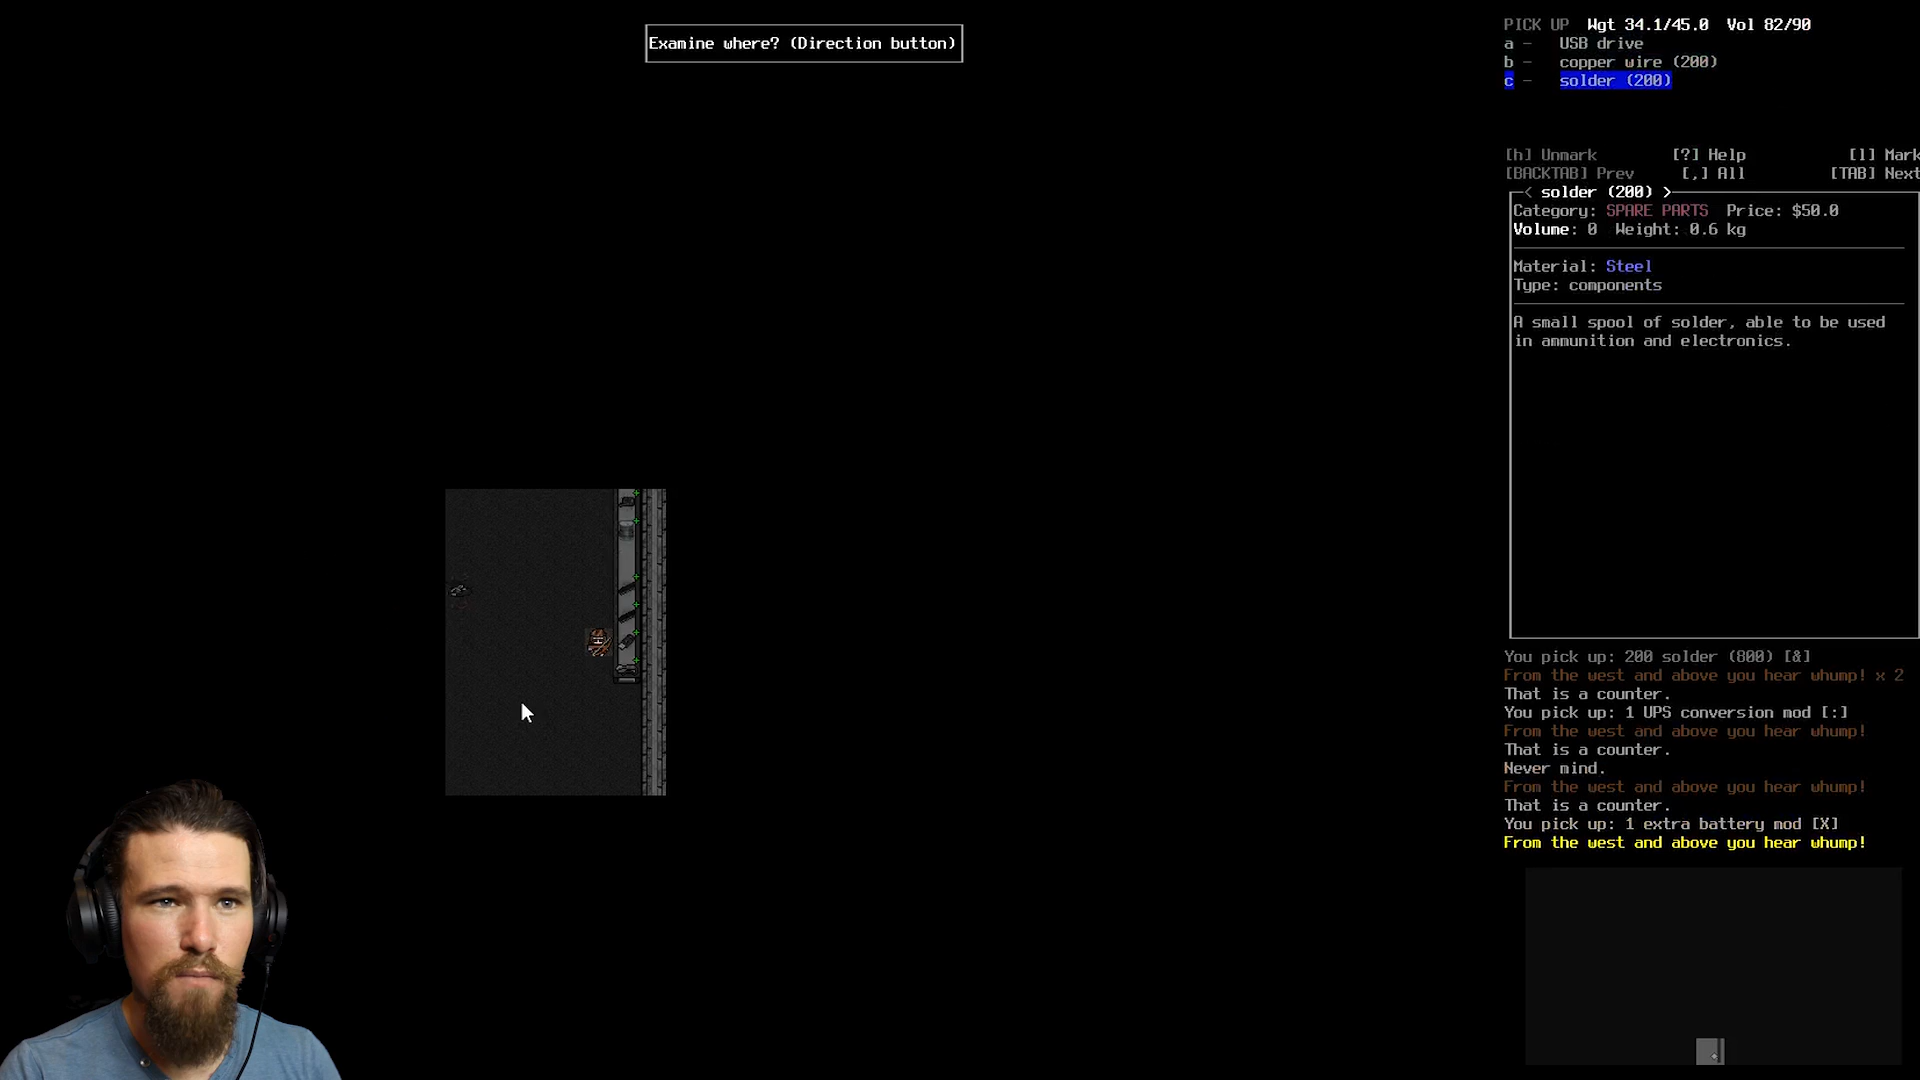 Examine where? (Direction button)
PICK UP Wgt 34.1/45.0 Vol 82/90
a - USB drive
b - copper wire (200)
c - solder (200)
[h] Unmark [?] Help [l] Mark
[BACKTAB] Prev [,] All [TAB] Next
< solder (200) >
Category: SPARE PARTS Price: $50.0
Volume: 0 Weight: 0.6 kg
Material: Steel
Type: components
A small spool of solder, able to be used
in ammunition and electronics.
You pick up: 200 solder (800) [&]
From the west and above you hear whump! x 2
That is a counter.
You pick up: 1 UPS conversion mod [:]
From the west and above you hear whump!
That is a counter.
Never mind.
From the west and above you hear whump!
That is a counter.
You pick up: 1 extra battery mod [X]
From the west and above you hear whump!